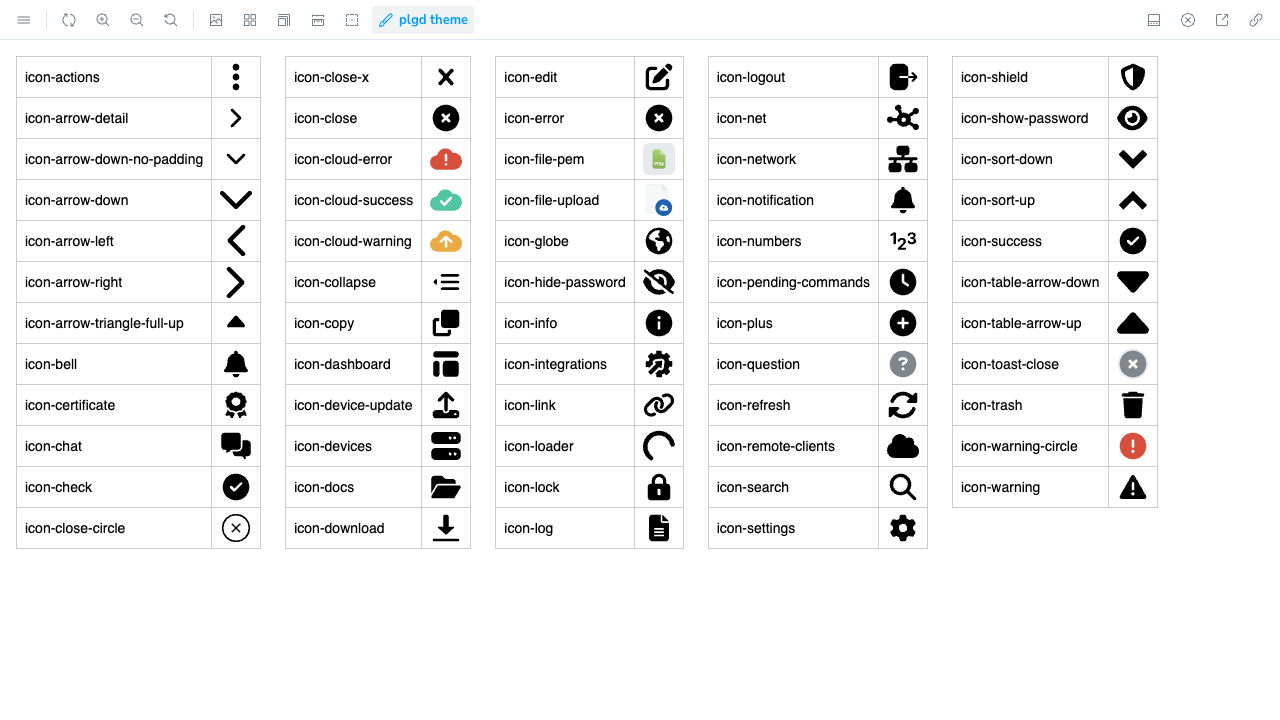 plgd theme
icon-actions
icon-arrow-detail
icon-arrow-down-no-padding
icon-arrow-down
icon-arrow-left
icon-arrow-right
icon-arrow-triangle-full-up
icon-bell
icon-certificate
icon-chat
icon-check
icon-close-circle
icon-close-x
icon-close
icon-cloud-error
icon-cloud-success
icon-cloud-warning
icon-collapse
icon-copy
icon-dashboard
icon-device-update
icon-devices
icon-docs
icon-download
icon-edit
icon-error
icon-file-pem
icon-file-upload
icon-globe
icon-hide-password
icon-info
icon-integrations
icon-link
icon-loader
icon-lock
icon-log
icon-logout
icon-net
icon-network
icon-notification
icon-numbers
123
icon-pending-commands
icon-plus
icon-question
?
icon-refresh
icon-remote-clients
icon-search
icon-settings
icon-shield
icon-show-password
icon-sort-down
icon-sort-up
icon-success
icon-table-arrow-down
icon-table-arrow-up
icon-toast-close
icon-trash
icon-warning-circle
icon-warning